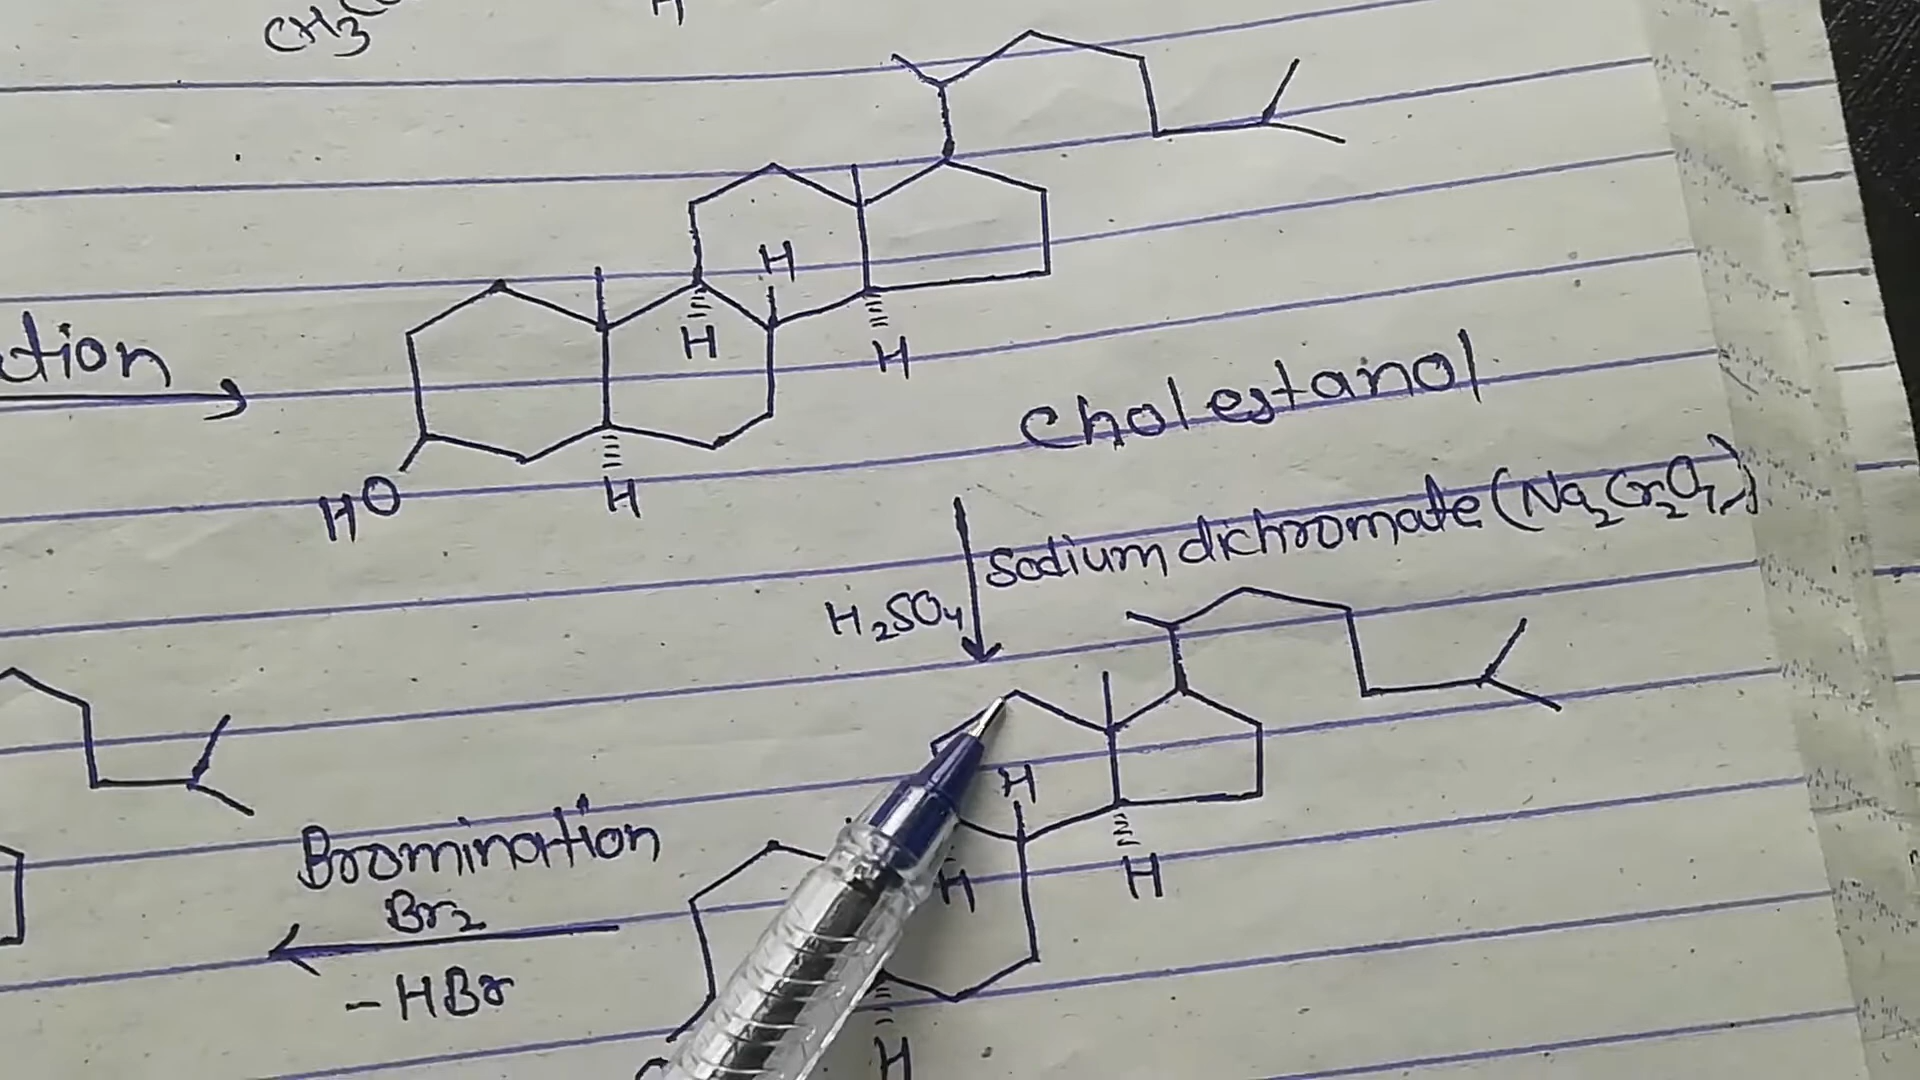 CH3
H
H
H
H
ction
Cholestanol
HO
H
Sodium dichromate (Na2Cr2O7)
H2SO4
H
Bromination
H
H
Br2
-HBr
H